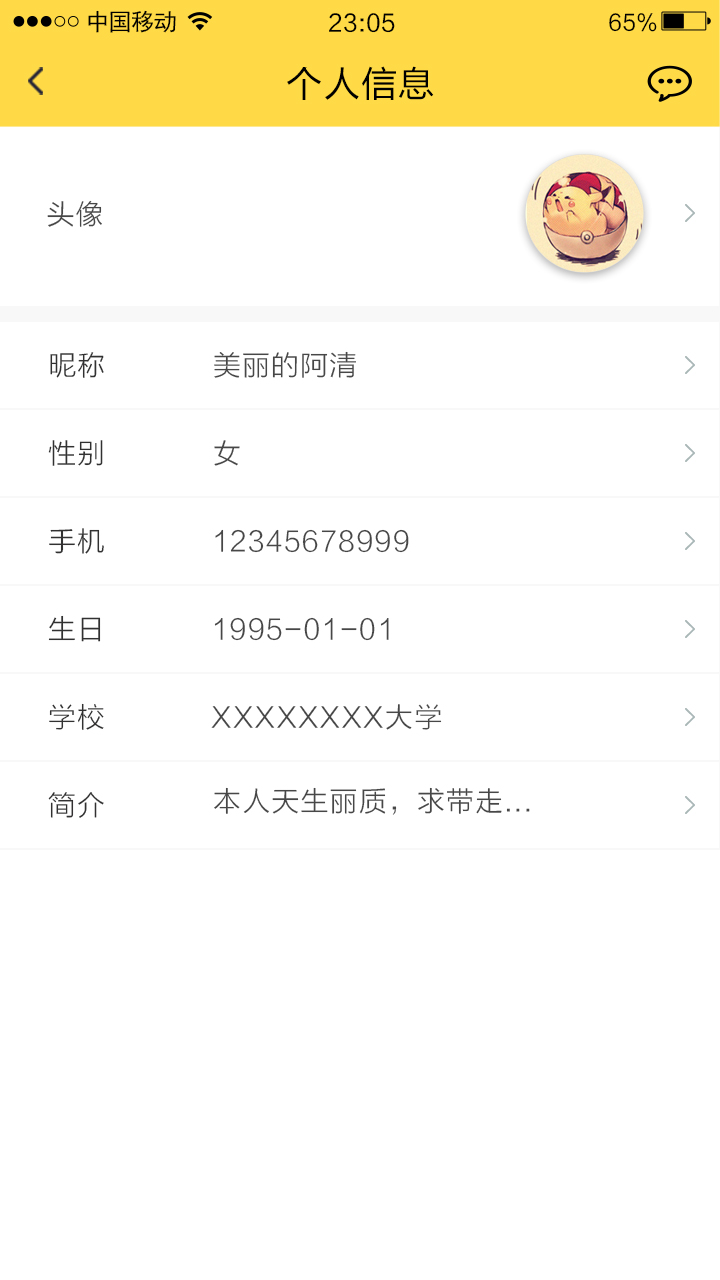 中国移动 23:05 65%
个人信息
头像
昵称 美丽的阿清
性别 女
手机 12345678999
生日 1995-01-01
学校 XXXXXXXX大学
简介 本人天生丽质，求带走...